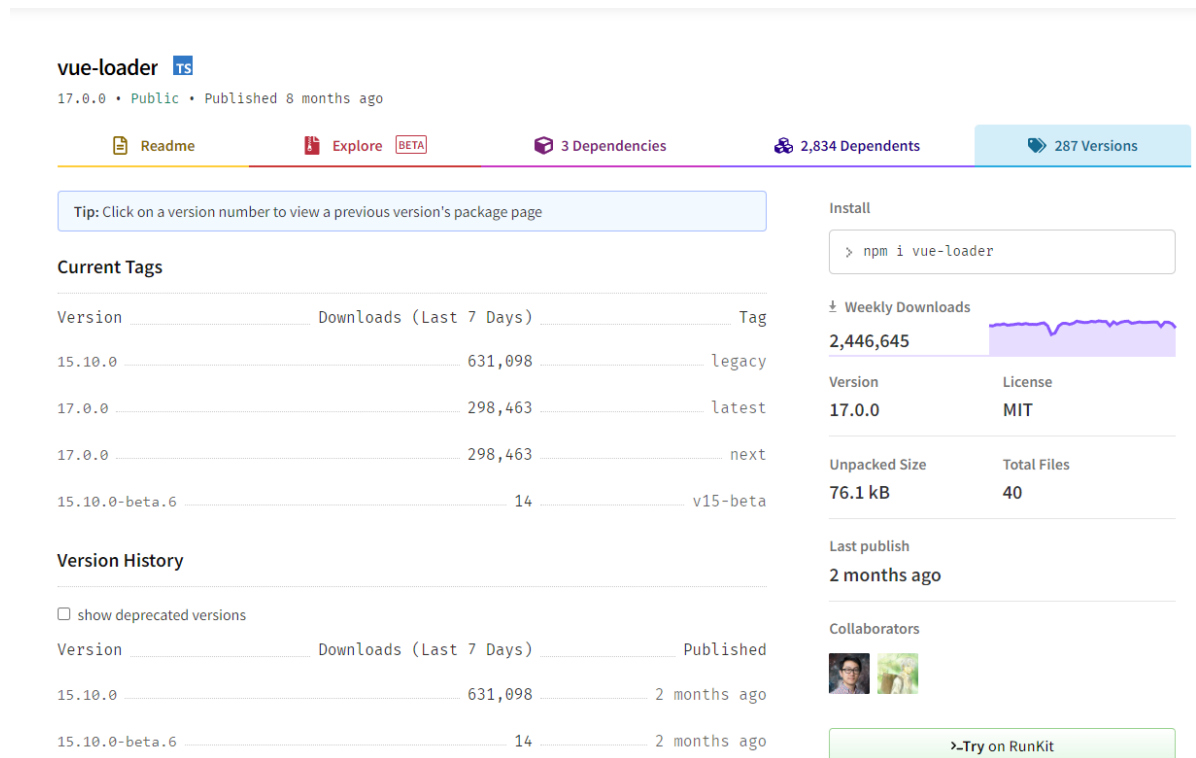 vue-loader TS
17.0.0 • Public • Published 8 months ago
Readme
Explore BETA
3 Dependencies
2,834 Dependents
287 Versions
Tip: Click on a version number to view a previous version's package page
Current Tags
Version Downloads (Last 7 Days) Tag
15.10.0 631,098 legacy
17.0.0 298,463 latest
17.0.0 298,463 next
15.10.0-beta.6 14 v15-beta
Version History
show deprecated versions
Version Downloads (Last 7 Days) Published
15.10.0 631,098 2 months ago
15.10.0-beta.6 14 2 months ago
Install
> npm i vue-loader
Weekly Downloads
2,446,645
Version License
17.0.0 MIT
Unpacked Size Total Files
76.1 kB 40
Last publish
2 months ago
Collaborators
Try on RunKit